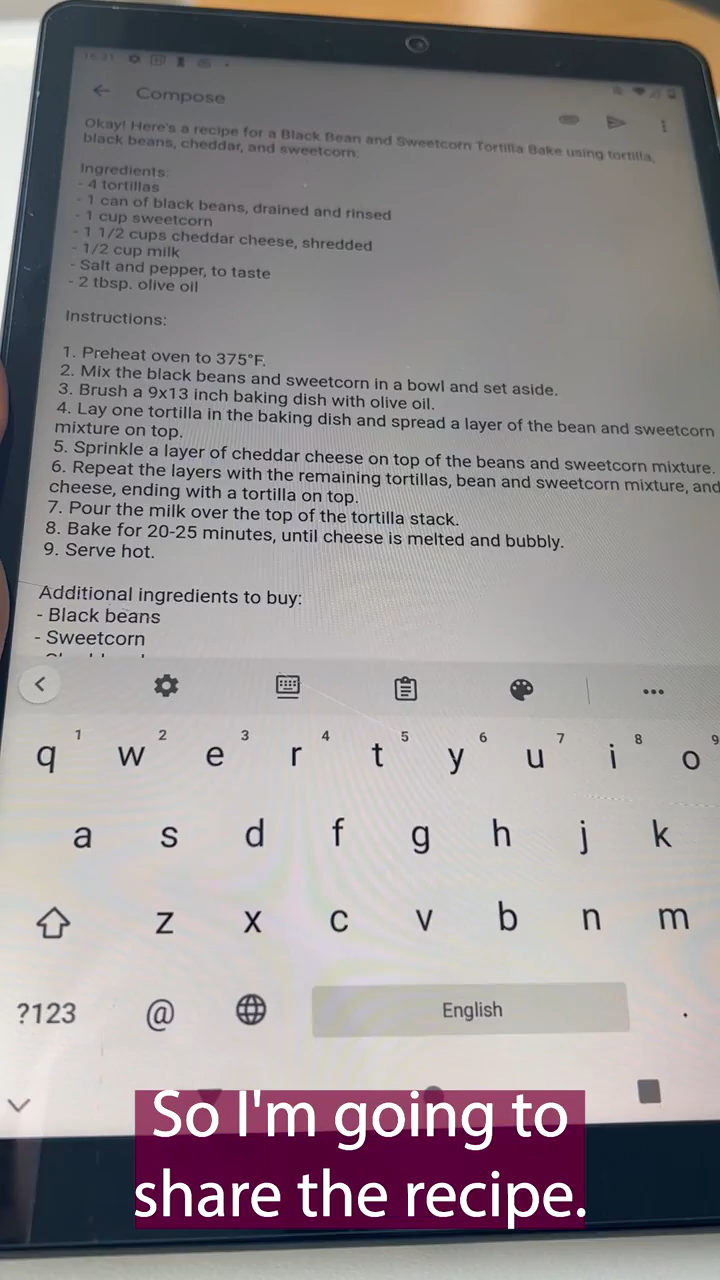 16:21
Compose
Okay! Here's a recipe for a Black Bean and Sweetcorn Tortilla Bake using tortilla,
black beans, cheddar, and sweetcorn:
Ingredients:
- 4 tortillas
- 1 can of black beans, drained and rinsed
- 1 cup sweetcorn
- 1 1/2 cups cheddar cheese, shredded
- 1/2 cup milk
- Salt and pepper, to taste
- 2 tbsp. olive oil
Instructions:
1. Preheat oven to 375°F.
2. Mix the black beans and sweetcorn in a bowl and set aside.
3. Brush a 9x13 inch baking dish with olive oil.
4. Lay one tortilla in the baking dish and spread a layer of the bean and sweetcorn
mixture on top.
5. Sprinkle a layer of cheddar cheese on top of the beans and sweetcorn mixture.
6. Repeat the layers with the remaining tortillas, bean and sweetcorn mixture, and
cheese, ending with a tortilla on top.
7. Pour the milk over the top of the tortilla stack.
8. Bake for 20-25 minutes, until cheese is melted and bubbly.
9. Serve hot.
Additional ingredients to buy:
- Black beans
- Sweetcorn
1 2 3 4 5 6 7 8 9
q w e r t y u i o
a s d f g h j k
z x c v b n m
?123 @ English .
So I'm going to
share the recipe.